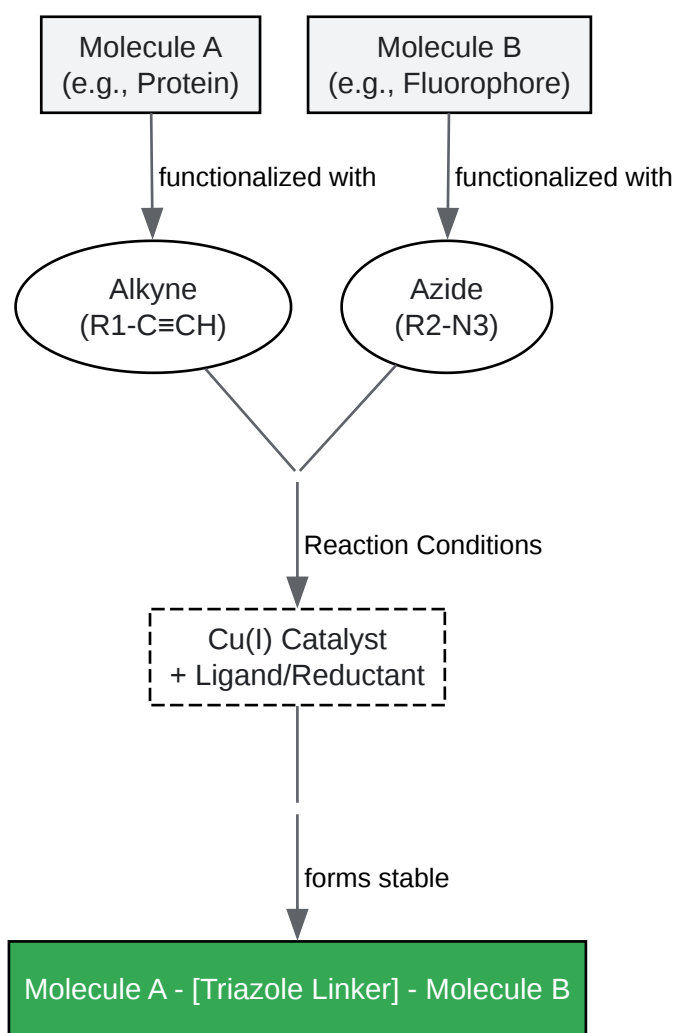 Molecule A
(e.g., Protein)
Molecule B
(e.g., Fluorophore)
functionalized with
functionalized with
Alkyne
(R1-C≡CH)
Azide
(R2-N3)
Reaction Conditions
Cu(I) Catalyst
+ Ligand/Reductant
forms stable
Molecule A - [Triazole Linker] - Molecule B